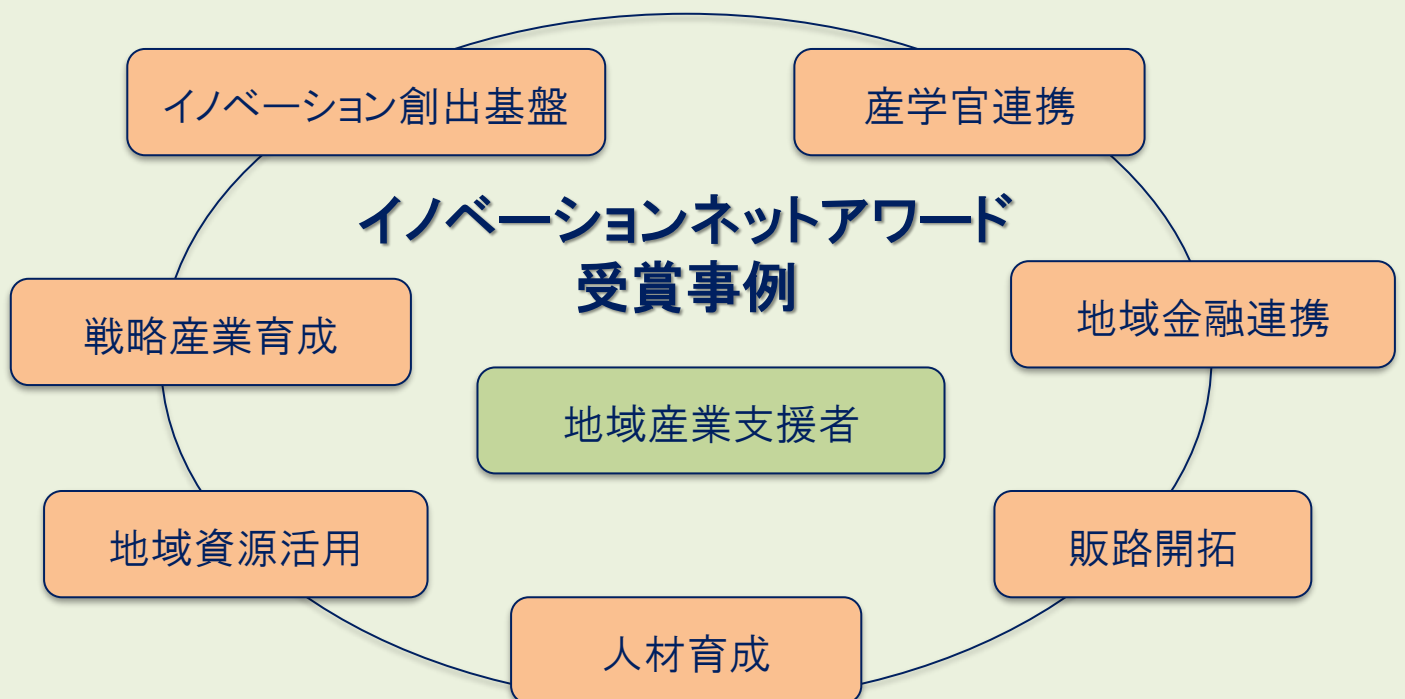 イノベーション創出基盤
産学官連携
イノベーションネットアワード
受賞事例
戦略産業育成
地域金融連携
地域産業支援者
地域資源活用
販路開拓
人材育成